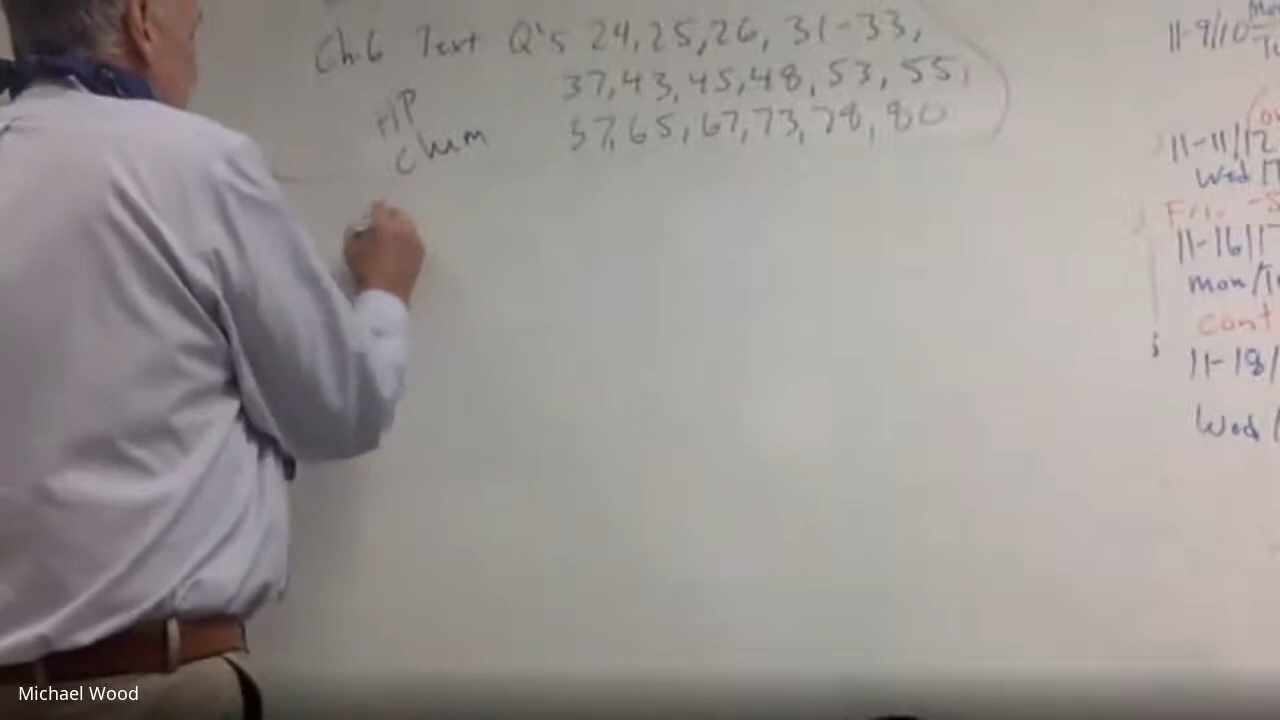 Ch.6 Text Q's 24,25,26, 31-33,
37,43,45,48,53,55,
57,65,67,73,78,80
AP
Chem
11-9/10
11-11/12
Wed
Fri.
11-16/17
mon/
cont
11-18/
Wed/
Michael Wood